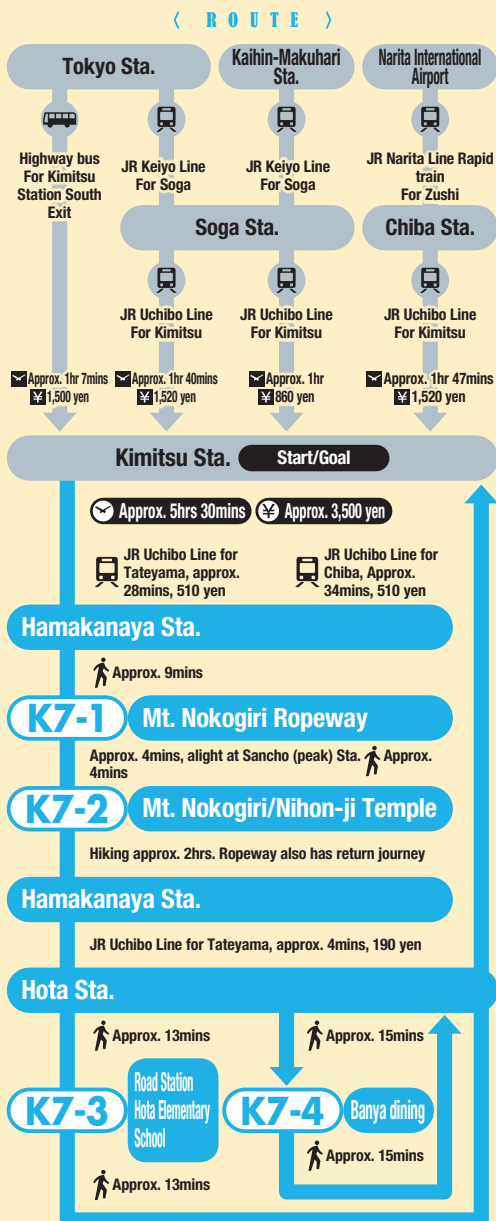 〈 ROUTE 〉
Tokyo Sta.
Kaihin-Makuhari
Sta.
Narita International
Airport
Highway bus
For Kimitsu
Station South
Exit
JR Keiyo Line
For Soga
JR Keiyo Line
For Soga
JR Narita Line Rapid
train
For Zushi
Soga Sta.
Chiba Sta.
JR Uchibo Line
For Kimitsu
JR Uchibo Line
For Kimitsu
JR Uchibo Line
For Kimitsu
Approx. 1hr 7mins
¥ 1,500 yen
Approx. 1hr 40mins
¥ 1,520 yen
Approx. 1hr
¥ 860 yen
Approx. 1hr 47mins
¥ 1,520 yen
Kimitsu Sta. Start/Goal
Approx. 5hrs 30mins ¥ Approx. 3,500 yen
JR Uchibo Line for
Tateyama, approx.
28mins, 510 yen
JR Uchibo Line for
Chiba, Approx.
34mins, 510 yen
Hamakanaya Sta.
Approx. 9mins
K7-1 Mt. Nokogiri Ropeway
Approx. 4mins, alight at Sancho (peak) Sta. Approx.
4mins
K7-2 Mt. Nokogiri/Nihon-ji Temple
Hiking approx. 2hrs. Ropeway also has return journey
Hamakanaya Sta.
JR Uchibo Line for Tateyama, approx. 4mins, 190 yen
Hota Sta.
Approx. 13mins
Approx. 15mins
K7-3
Road Station
Hota Elementary
School
K7-4 Banya dining
Approx. 15mins
Approx. 13mins